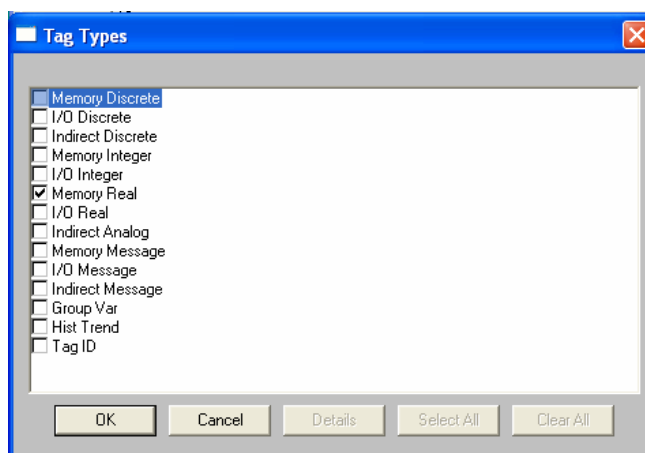 Tag Types
Memory Discrete
I/O Discrete
Indirect Discrete
Memory Integer
I/O Integer
Memory Real
I/O Real
Indirect Analog
Memory Message
I/O Message
Indirect Message
Group Var
Hist Trend
Tag ID
OK Cancel Details Select All Clear All